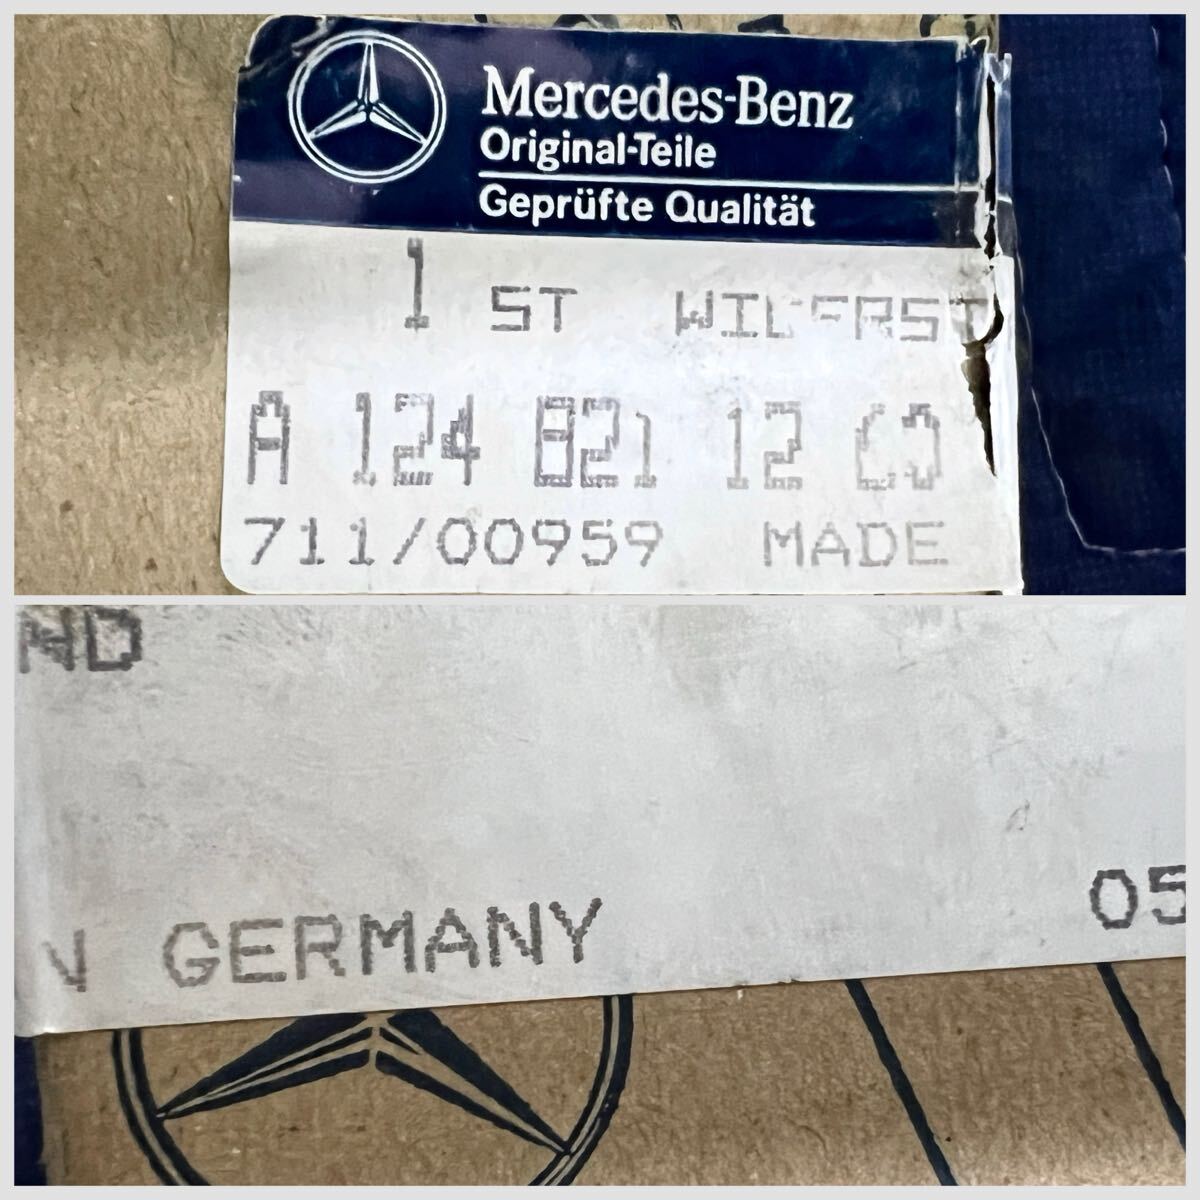 Mercedes-Benz
Original-Teile
Geprüfte Qualität
1 ST
A 124 821 12
711/00959 MADE
ND
N GERMANY
05